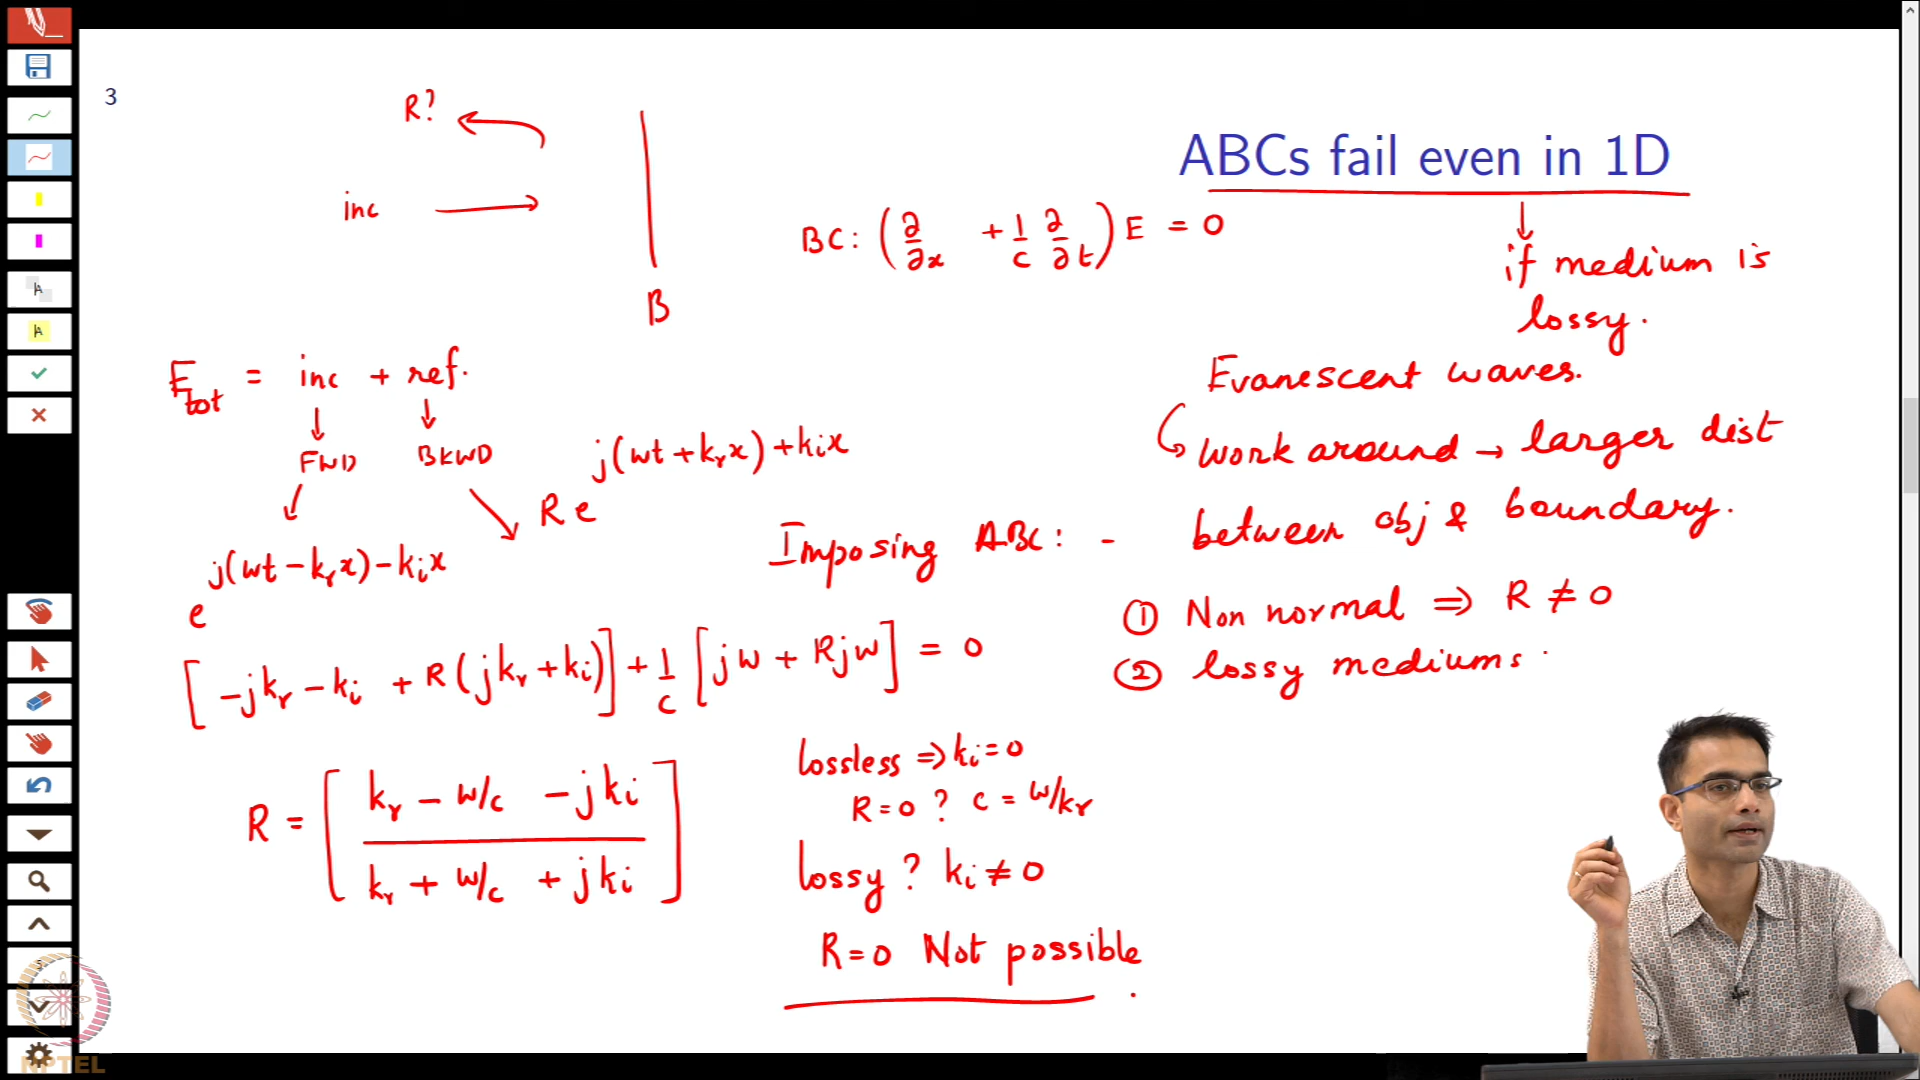 3
R?
inc
B
ABCs fail even in 1D
BC: (∂/∂x + 1/c ∂/∂t) E = 0
if medium is
lossy.
E_tot = inc + ref.
FWD BKWD
R e^{j(wt + k_r x) + k_i x}
e^{j(wt - k_r x) - k_i x}
Evanescent waves.
work around → larger dist
between obj & boundary.
Imposing ABC: -
① Non normal ⇒ R ≠ 0
② lossy mediums.
[-jk_r - k_i + R(jk_r + k_i)] + 1/c [jw + Rjw] = 0
R = [(k_r - w/c - jk_i) / (k_r + w/c + jk_i)]
lossless ⇒ k_i = 0
R = 0 ? c = w/k_r
lossy ? k_i ≠ 0
R = 0 Not possible.
NPTEL